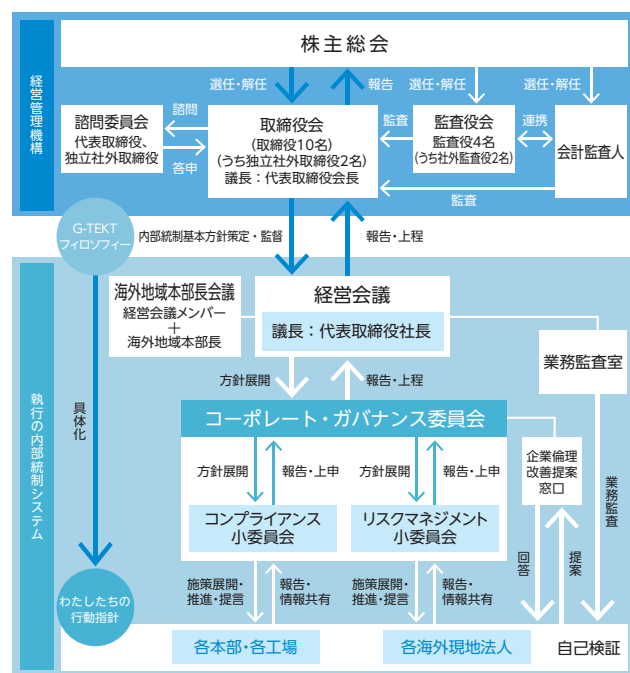 株主総会
経営管理機構
選任・解任
報告
選任・解任
選任・解任
諮問委員会
代表取締役、
独立社外取締役
諮問
答申
取締役会
(取締役10名)
(うち独立社外取締役2名)
議長：代表取締役会長
監査
監査役会
監査役4名
(うち社外監査役2名)
連携
会計監査人
監査
G-TEKT
フィロソフィー
内部統制基本方針策定・監督
報告・上程
執行の内部統制システム
海外地域本部長会議
経営会議メンバー
＋
海外地域本部長
経営会議
議長：代表取締役社長
業務監査室
方針展開
報告・上程
具体化
コーポレート・ガバナンス委員会
方針展開
報告・上申
方針展開
報告・上申
企業倫理
改善提案
窓口
業務監査
コンプライアンス
小委員会
リスクマネジメント
小委員会
回答
提案
施策展開・
推進・提言
報告・
情報共有
施策展開・
推進・提言
報告・
情報共有
わたしたちの
行動指針
各本部・各工場
各海外現地法人
自己検証